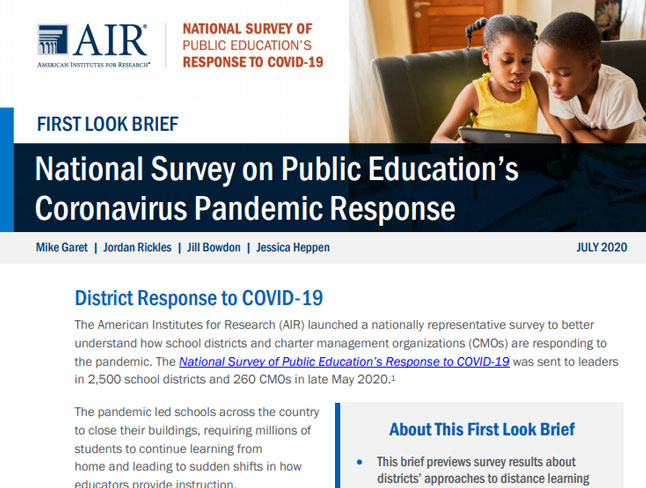 AIR®
AMERICAN INSTITUTES FOR RESEARCH®
NATIONAL SURVEY OF
PUBLIC EDUCATION'S
RESPONSE TO COVID-19
FIRST LOOK BRIEF
National Survey on Public Education's
Coronavirus Pandemic Response
Mike Garet | Jordan Rickles | Jill Bowdon | Jessica Heppen
JULY 2020
District Response to COVID-19
The American Institutes for Research (AIR) launched a nationally representative survey to better
understand how school districts and charter management organizations (CMOs) are responding to
the pandemic. The National Survey of Public Education's Response to COVID-19 was sent to leaders
in 2,500 school districts and 260 CMOs in late May 2020.¹
The pandemic led schools across the country
to close their buildings, requiring millions of
students to continue learning from
home and leading to sudden shifts in how
educators provide instruction.
About This First Look Brief
• This brief previews survey results about
districts' approaches to distance learning